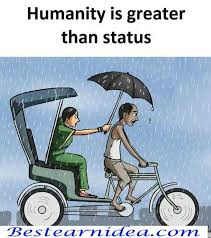 Humanity is greater
than status
Bestearnidea.com